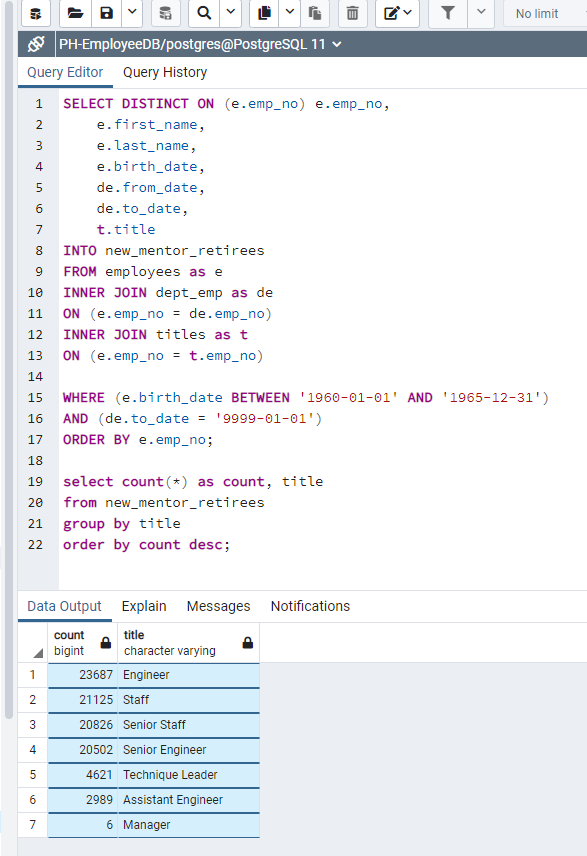 No limit
PH-EmployeeDB/postgres@PostgreSQL 11
Query Editor Query History
1 SELECT DISTINCT ON (e.emp_no) e.emp_no,
2 e.first_name,
3 e.last_name,
4 e.birth_date,
5 de.from_date,
6 de.to_date,
7 t.title
8 INTO new_mentor_retirees
9 FROM employees as e
10 INNER JOIN dept_emp as de
11 ON (e.emp_no = de.emp_no)
12 INNER JOIN titles as t
13 ON (e.emp_no = t.emp_no)
14
15 WHERE (e.birth_date BETWEEN '1960-01-01' AND '1965-12-31')
16 AND (de.to_date = '9999-01-01')
17 ORDER BY e.emp_no;
18
19 select count(*) as count, title
20 from new_mentor_retirees
21 group by title
22 order by count desc;
Data Output Explain Messages Notifications
count title
bigint character varying
1 23687 Engineer
2 21125 Staff
3 20826 Senior Staff
4 20502 Senior Engineer
5 4621 Technique Leader
6 2989 Assistant Engineer
7 6 Manager